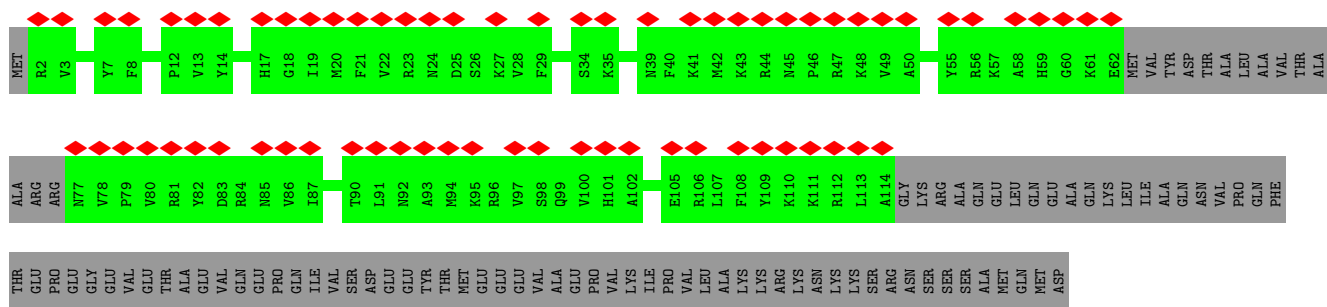 MET R2 V3 Y7 F8 P12 V13 Y14 H17 G18 I19 M20 F21 V22 R23 N24 D25 S26 K27 V28 F29 S34 K35 N39 F40 K41 M42 K43 R44 N45 P46 R47 K48 V49 A50 Y55 R56 K57 A58 H59 G60 K61 E62 MET VAL TYR ASP THR ALA LEU ALA VAL THR ALA
ALA ARG ARG N77 V78 P79 V80 R81 Y82 D83 R84 N85 V86 I87 T90 L91 N92 A93 M94 K95 R96 V97 S98 Q99 V100 H101 A102 E105 R106 L107 F108 Y109 K110 K111 R112 L113 A114 GLY LYS ARG ALA GLN GLU LEU GLN GLU ALA GLN LYS LEU ILE ALA GLN ASN VAL PRO GLN PHE
THR GLU PRO GLU GLY GLU VAL GLU THR ALA GLU VAL GLN GLU PRO GLN ILE VAL SER ASP GLU GLU TYR THR MET GLU GLU GLU VAL ALA GLU PRO VAL LYS ILE PRO VAL LEU ALA LYS LYS ARG LYS ASN LYS LYS SER ARG ASN SER SER SER ALA MET GLN MET ASP